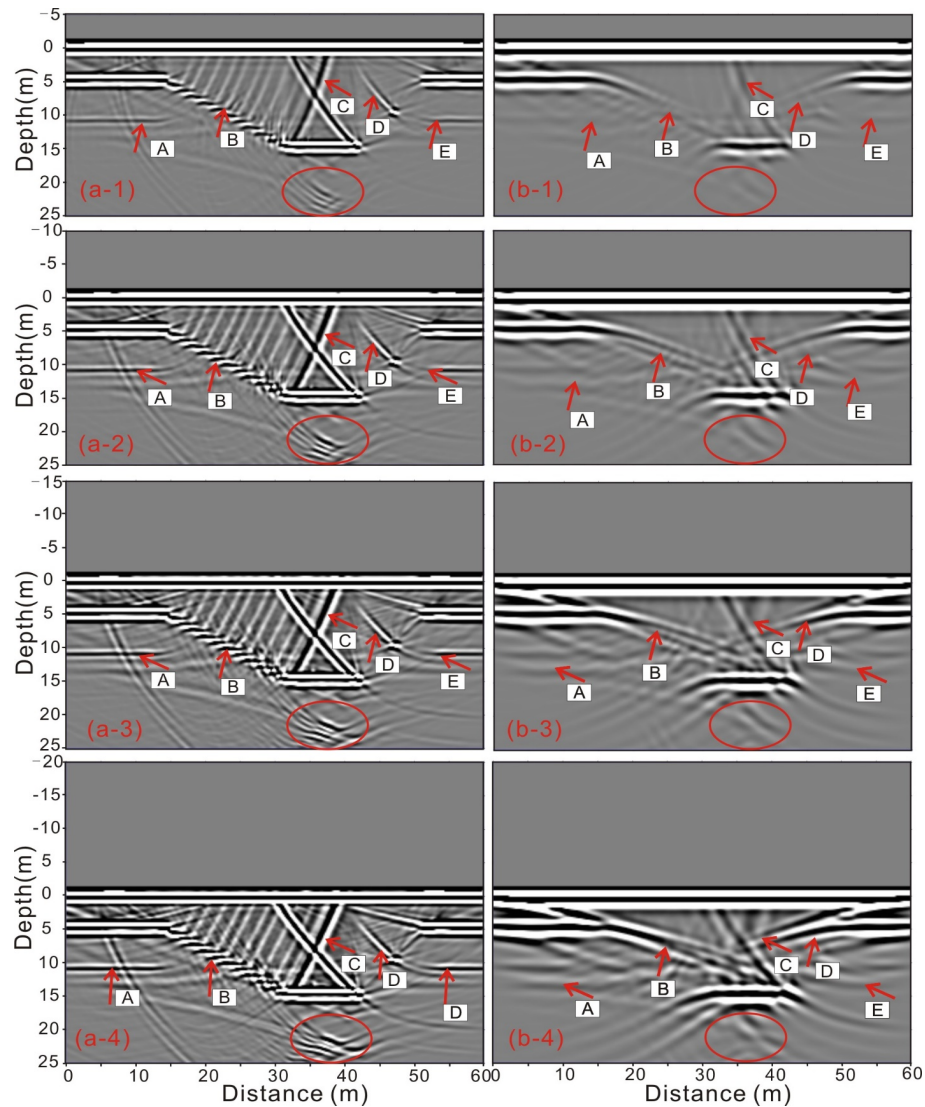 -5
0
5
10
15
20
25
Depth(m)
A
B
C
D
E
(a-1)
A
B
C
D
E
(b-1)
-10
-5
0
5
10
15
20
25
Depth(m)
A
B
C
D
E
(a-2)
A
B
C
D
E
(b-2)
-15
-10
-5
0
5
10
15
20
25
Depth(m)
A
B
C
D
E
(a-3)
A
B
C
D
E
(b-3)
-20
-15
-10
-5
0
5
10
15
20
25
Depth(m)
A
B
C
D
D
(a-4)
A
B
C
D
E
(b-4)
0 10 20 30 40 50 60
0 10 20 30 40 50 60
Distance (m)
Distance (m)